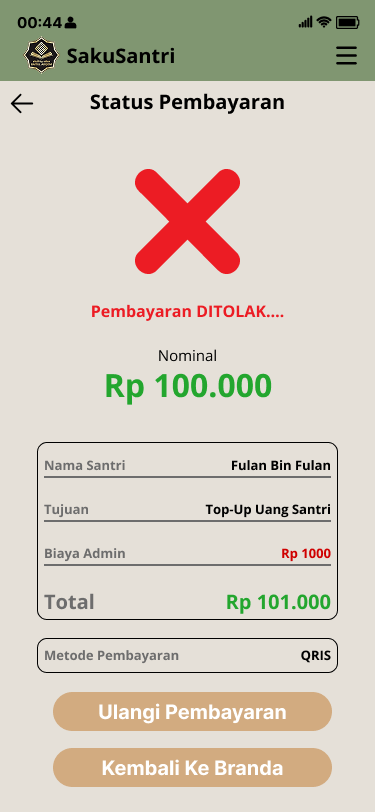 00:44
SakuSantri
Status Pembayaran
Pembayaran DITOLAK....
Nominal
Rp 100.000
Nama Santri Fulan Bin Fulan
Tujuan Top-Up Uang Santri
Biaya Admin Rp 1000
Total Rp 101.000
Metode Pembayaran QRIS
Ulangi Pembayaran
Kembali Ke Branda